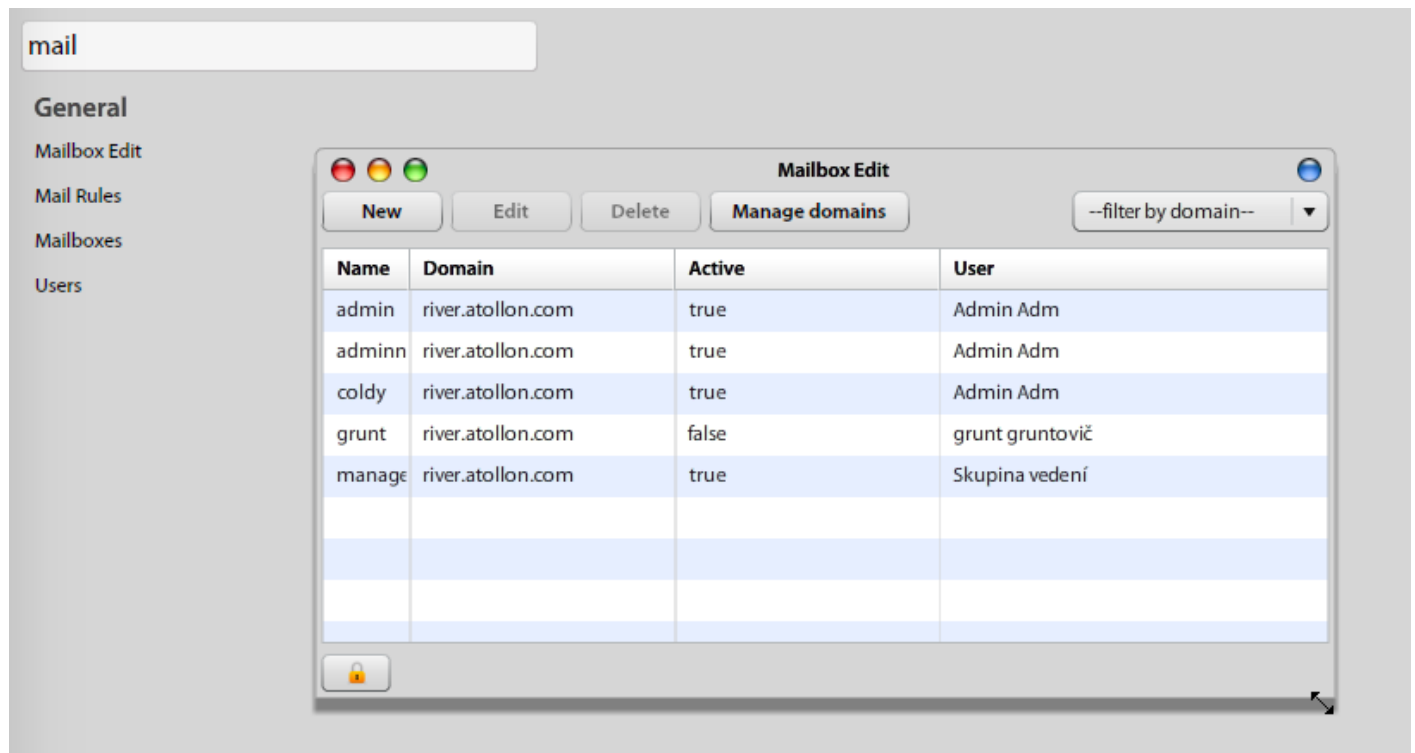 mail
General
Mailbox Edit
Mail Rules
Mailboxes
Users
Mailbox Edit
New Edit Delete Manage domains --filter by domain--
Name Domain Active User
admin river.atollon.com true Admin Adm
adminn river.atollon.com true Admin Adm
coldy river.atollon.com true Admin Adm
grunt river.atollon.com false grunt gruntovič
manage river.atollon.com true Skupina vedení